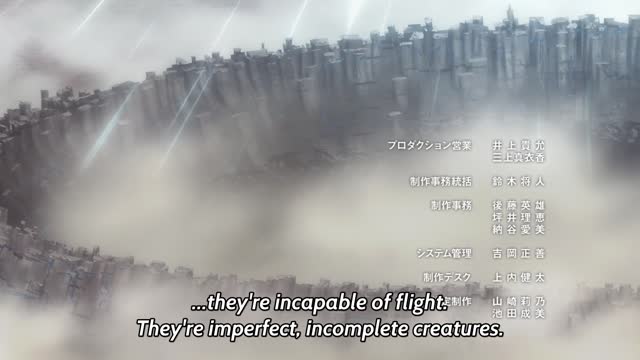 プロダクション営業 井上貴允
三上真衣香
制作事務統括 鈴木将人
制作事務 後藤英雄
坪井理恵
納谷愛美
システム管理 吉岡正善
制作デスク 上内健太
制作 山崎莉乃
池田成美
...they're incapable of flight.
They're imperfect, incomplete creatures.